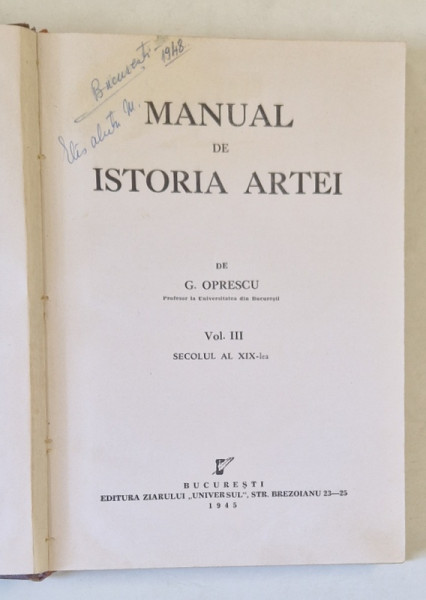 București
1948
Elisabeta M.
MANUAL
DE
ISTORIA ARTEI
DE
G. OPRESCU
Profesor la Universitatea din București
Vol. III
SECOLUL AL XIX-lea
BUCUREȘTI
EDITURA ZIARULUI „UNIVERSUL", STR. BREZOIANU 23—25
1945